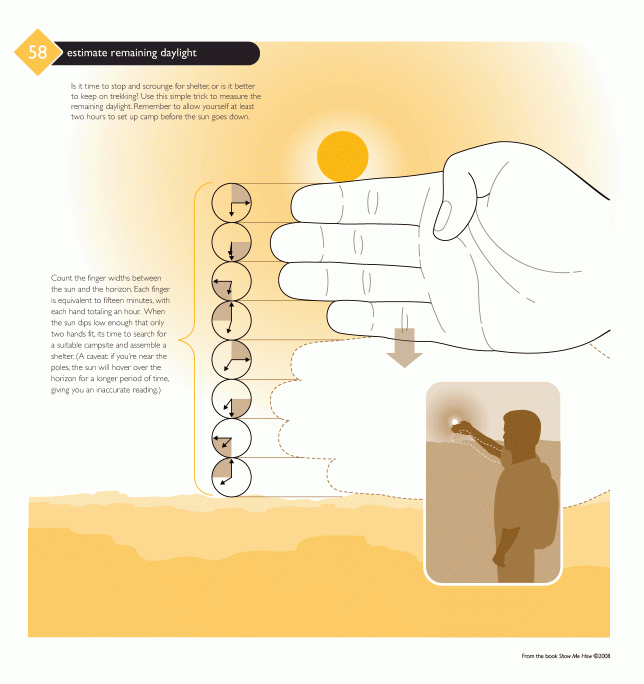 58
estimate remaining daylight
Is it time to stop and scrounge for shelter, or is it better
to keep on trekking? Use this simple trick to measure the
remaining daylight. Remember to allow yourself at least
two hours to set up camp before the sun goes down.
Count the finger widths between
the sun and the horizon. Each finger
is equivalent to fifteen minutes, with
each hand totaling an hour. When
the sun dips low enough that only
two hands fit, its time to search for
a suitable campsite and assemble a
shelter. (A caveat: if you're near the
poles, the sun will hover over the
horizon for a longer period of time,
giving you an inaccurate reading.)
From the book Show Me How ©2008